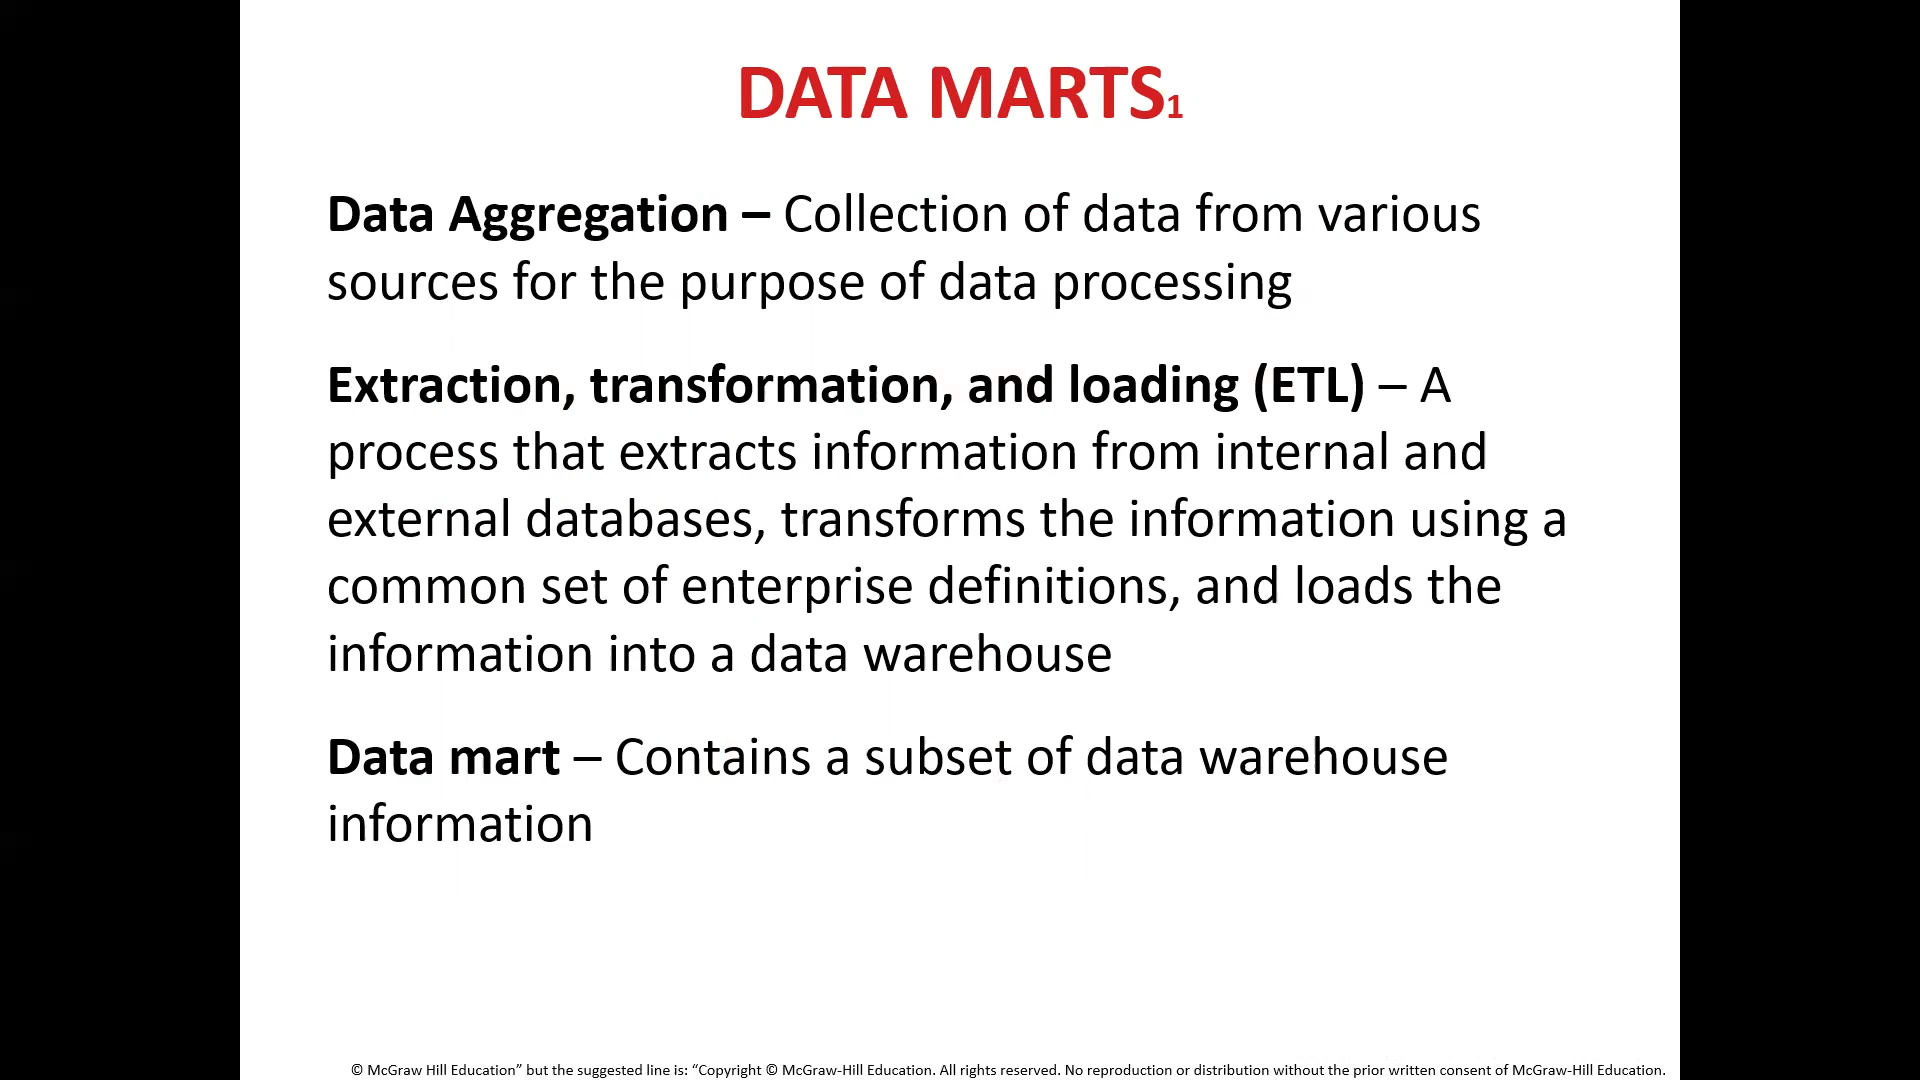 DATA MARTS1
Data Aggregation – Collection of data from various
sources for the purpose of data processing
Extraction, transformation, and loading (ETL) – A
process that extracts information from internal and
external databases, transforms the information using a
common set of enterprise definitions, and loads the
information into a data warehouse
Data mart – Contains a subset of data warehouse
information
© McGraw Hill Education” but the suggested line is: “Copyright © McGraw-Hill Education. All rights reserved. No reproduction or distribution without the prior written consent of McGraw-Hill Education.